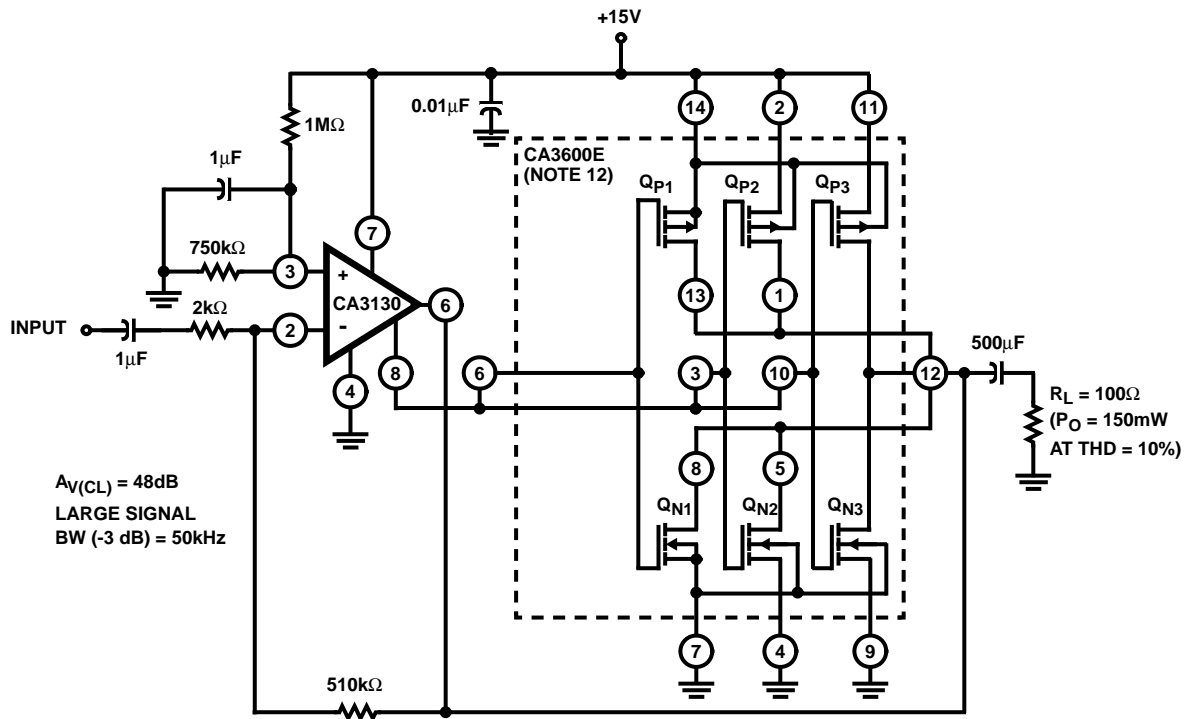 +15V
0.01μF
1MΩ
1μF
750kΩ
3
7
+
CA3130
-
6
2kΩ
INPUT
2
1μF
4
8
14
2
11
CA3600E
(NOTE 12)
QP1
QP2
QP3
13
1
6
3
10
12
500μF
RL = 100Ω
(PO = 150mW
AT THD = 10%)
8
5
QN1
QN2
QN3
7
4
9
AV(CL) = 48dB
LARGE SIGNAL
BW (-3 dB) = 50kHz
510kΩ